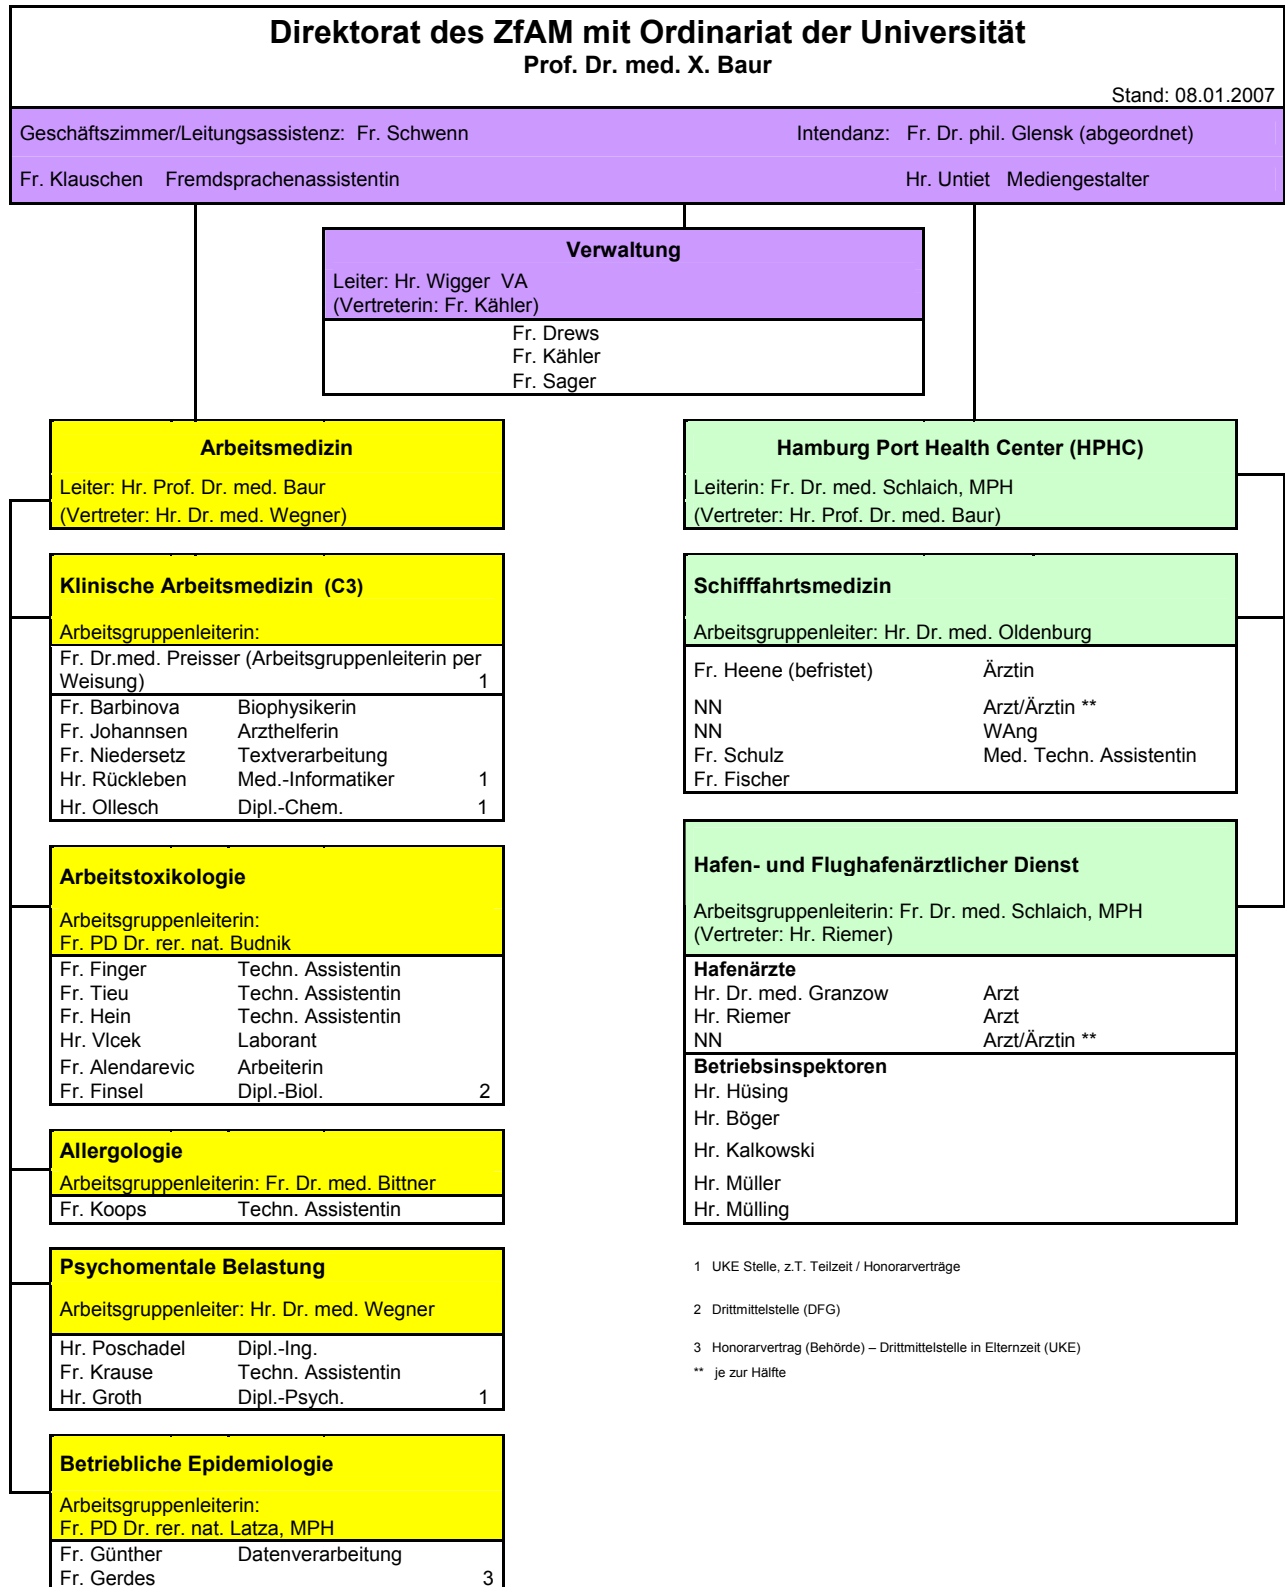 Direktorat des ZfAM mit Ordinariat der Universität
Prof. Dr. med. X. Baur
Stand: 08.01.2007
Geschäftszimmer/Leitungsassistenz: Fr. Schwenn Intendanz: Fr. Dr. phil. Glensk (abgeordnet)
Fr. Klauschen Fremdsprachenassistentin Hr. Untiet Mediengestalter
Verwaltung
Leiter: Hr. Wigger VA
(Vertreterin: Fr. Kähler)
Fr. Drews
Fr. Kähler
Fr. Sager
Arbeitsmedizin
Leiter: Hr. Prof. Dr. med. Baur
(Vertreter: Hr. Dr. med. Wegner)
Klinische Arbeitsmedizin (C3)
Arbeitsgruppenleiterin:
Fr. Dr.med. Preisser (Arbeitsgruppenleiterin per
Weisung) 1
Fr. Barbinova Biophysikerin
Fr. Johannsen Arzthelferin
Fr. Niedersetz Textverarbeitung
Hr. Rückleben Med.-Informatiker 1
Hr. Ollesch Dipl.-Chem. 1
Arbeitstoxikologie
Arbeitsgruppenleiterin:
Fr. PD Dr. rer. nat. Budnik
Fr. Finger Techn. Assistentin
Fr. Tieu Techn. Assistentin
Fr. Hein Techn. Assistentin
Hr. Vlcek Laborant
Fr. Alendarevic Arbeiterin
Fr. Finsel Dipl.-Biol. 2
Allergologie
Arbeitsgruppenleiterin: Fr. Dr. med. Bittner
Fr. Koops Techn. Assistentin
Psychomentale Belastung
Arbeitsgruppenleiter: Hr. Dr. med. Wegner
Hr. Poschadel Dipl.-Ing.
Fr. Krause Techn. Assistentin
Hr. Groth Dipl.-Psych. 1
Betriebliche Epidemiologie
Arbeitsgruppenleiterin:
Fr. PD Dr. rer. nat. Latza, MPH
Fr. Günther Datenverarbeitung
Fr. Gerdes 3
Hamburg Port Health Center (HPHC)
Leiterin: Fr. Dr. med. Schlaich, MPH
(Vertreter: Hr. Prof. Dr. med. Baur)
Schifffahrtsmedizin
Arbeitsgruppenleiter: Hr. Dr. med. Oldenburg
Fr. Heene (befristet) Ärztin
NN Arzt/Ärztin **
NN WAng
Fr. Schulz Med. Techn. Assistentin
Fr. Fischer
Hafen- und Flughafenärztlicher Dienst
Arbeitsgruppenleiterin: Fr. Dr. med. Schlaich, MPH
(Vertreter: Hr. Riemer)
Hafenärzte
Hr. Dr. med. Granzow Arzt
Hr. Riemer Arzt
NN Arzt/Ärztin **
Betriebsinspektoren
Hr. Hüsing
Hr. Böger
Hr. Kalkowski
Hr. Müller
Hr. Mülling
1 UKE Stelle, z.T. Teilzeit / Honorarverträge
2 Drittmittelstelle (DFG)
3 Honorarvertrag (Behörde) – Drittmittelstelle in Elternzeit (UKE)
** je zur Hälfte